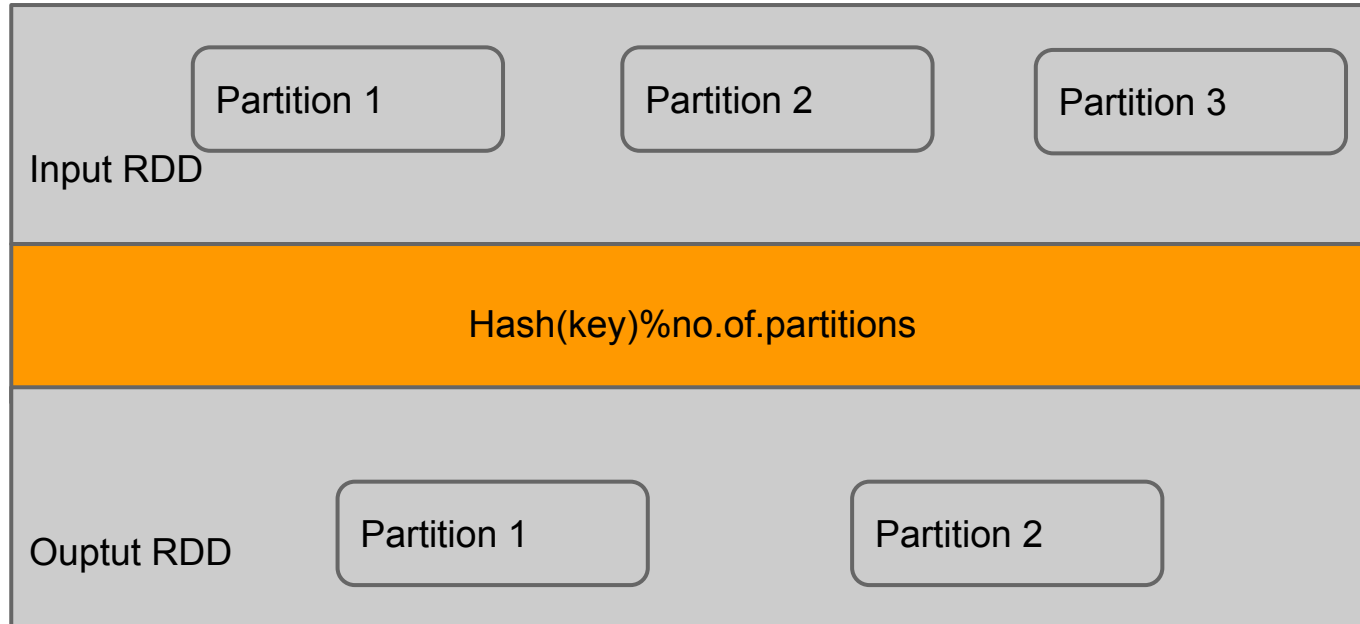 Partition 1
Partition 2
Partition 3
Input RDD
Hash(key)%no.of.partitions
Partition 1
Partition 2
Ouptut RDD